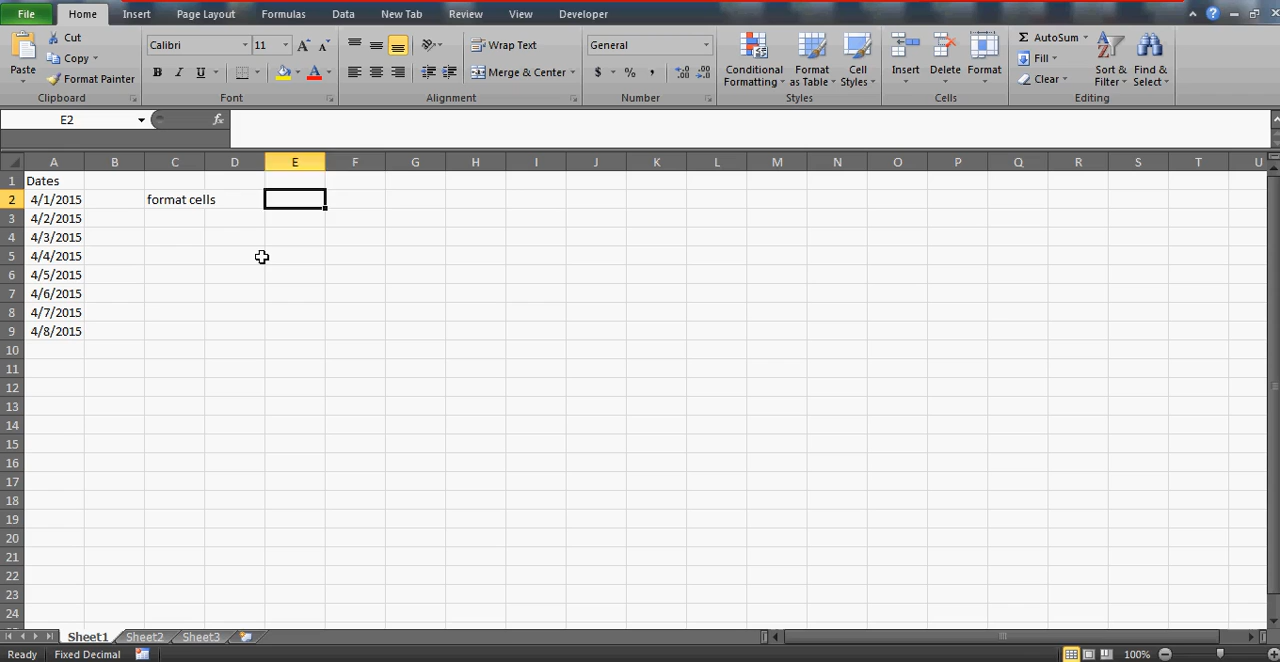 File Home Insert Page Layout Formulas Data New Tab Review View Developer
Cut Calibri 11 Wrap Text General AutoSum
Copy Fill
Paste Format Painter Merge & Center $ % , Conditional Formatting Format as Table Cell Styles Insert Delete Format Clear Sort & Filter Find & Select
Clipboard Font Alignment Number Styles Cells Editing
E2 fx
A B C D E F G H I J K L M N O P Q R S T U
1 Dates
2 4/1/2015 format cells
3 4/2/2015
4 4/3/2015
5 4/4/2015
6 4/5/2015
7 4/6/2015
8 4/7/2015
9 4/8/2015
10
11
12
13
14
15
16
17
18
19
20
21
22
23
24
Sheet1 Sheet2 Sheet3
Ready Fixed Decimal 100%